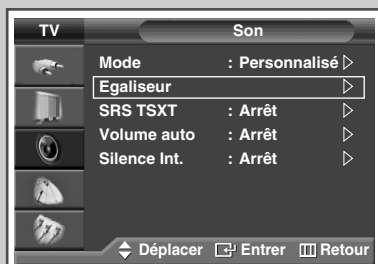 TV Son
Mode : Personnalisé
Egaliseur
SRS TSXT : Arrêt
Volume auto : Arrêt
Silence Int. : Arrêt
Déplacer Entrer Retour